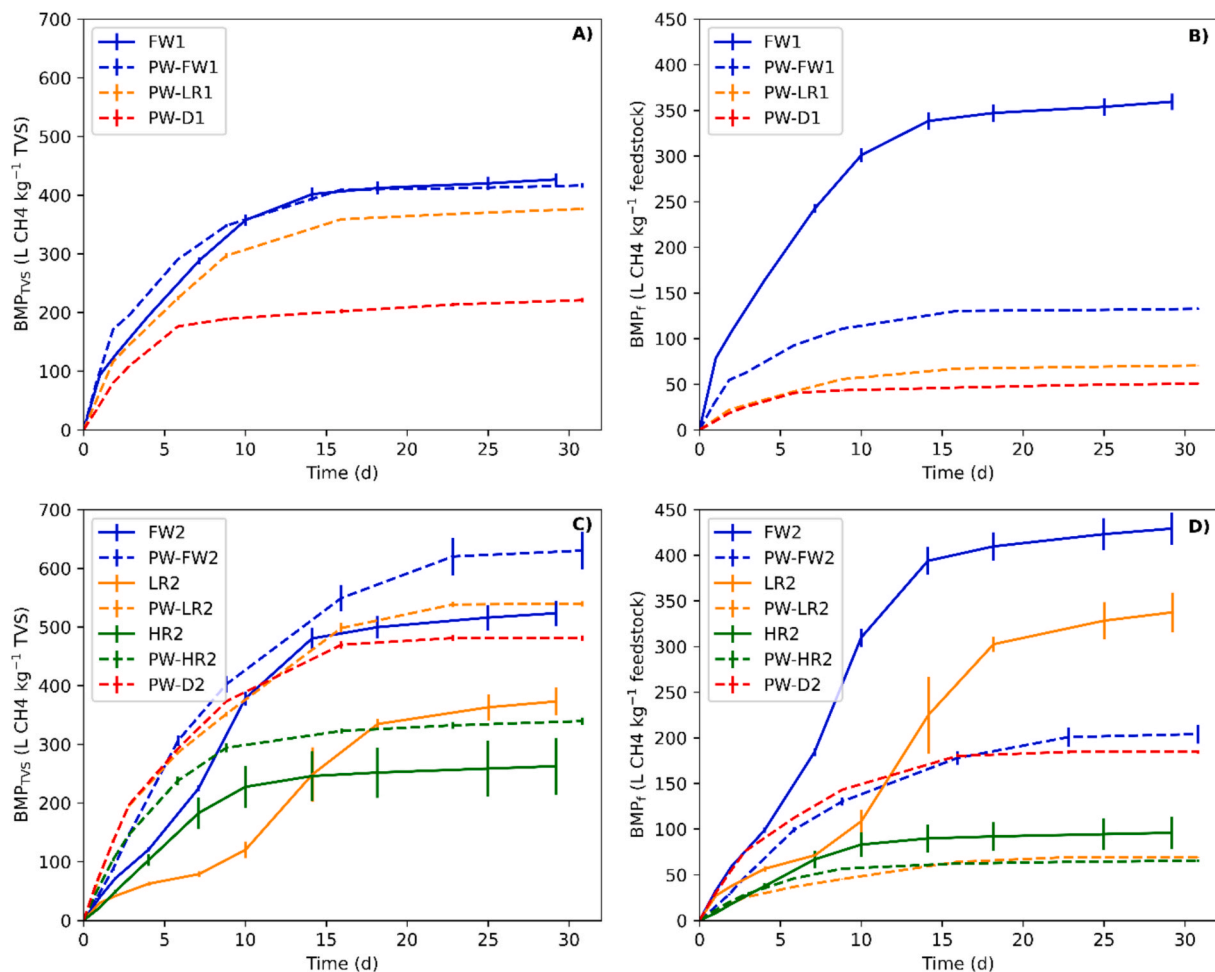 A)
FW1
PW-FW1
PW-LR1
PW-D1
BMPTVS (L CH4 kg−1 TVS)
700
600
500
400
300
200
100
0
0 5 10 15 20 25 30
Time (d)
B)
FW1
PW-FW1
PW-LR1
PW-D1
BMPf (L CH4 kg−1 feedstock)
450
400
350
300
250
200
150
100
50
0
0 5 10 15 20 25 30
Time (d)
C)
FW2
PW-FW2
LR2
PW-LR2
HR2
PW-HR2
PW-D2
BMPTVS (L CH4 kg−1 TVS)
700
600
500
400
300
200
100
0
0 5 10 15 20 25 30
Time (d)
D)
FW2
PW-FW2
LR2
PW-LR2
HR2
PW-HR2
PW-D2
BMPf (L CH4 kg−1 feedstock)
450
400
350
300
250
200
150
100
50
0
0 5 10 15 20 25 30
Time (d)